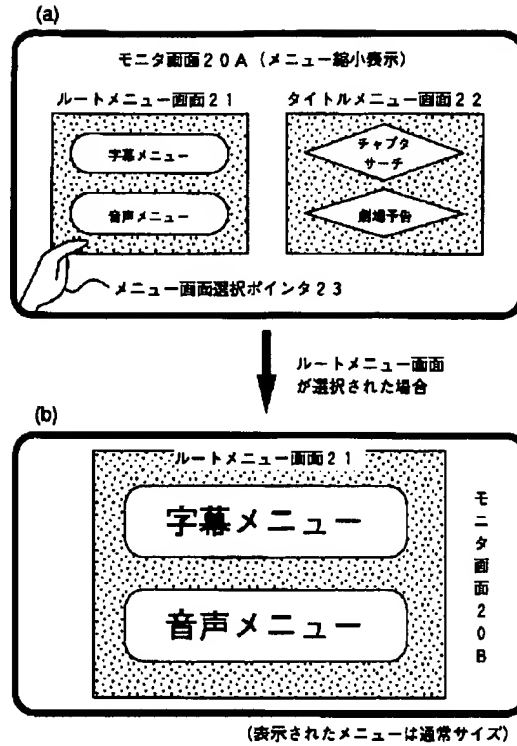 (a)
モニタ画面20A(メニュー縮小表示)
ルートメニュー画面21
タイトルメニュー画面22
字幕メニュー
音声メニュー
チャプタ
サーチ
劇場予告
メニュー画面選択ポインタ23
ルートメニュー画面
が選択された場合
(b)
ルートメニュー画面21
字幕メニュー
音声メニュー
モニタ画面20B
(表示されたメニューは通常サイズ)